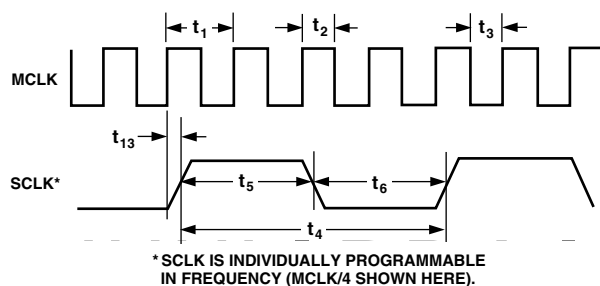 t1 t2 t3
MCLK
t13
SCLK*
t5 t6
t4
* SCLK IS INDIVIDUALLY PROGRAMMABLE
IN FREQUENCY (MCLK/4 SHOWN HERE).